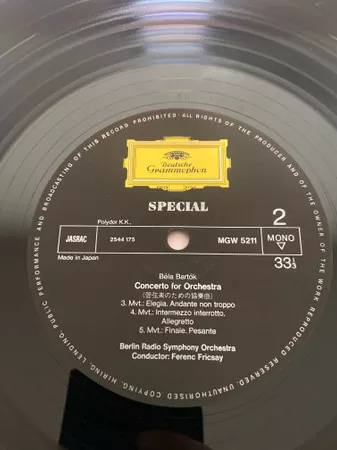 ALL RIGHTS OF THE PRODUCER AND OF THE OWNER OF THE WORK REPRODUCED RESERVED. UNAUTHORISED COPYING, HIRING, LENDING, PUBLIC PERFORMANCE AND BROADCASTING OF THIS RECORD PROHIBITED!
Deutsche
Grammophon
SPECIAL
2
Polydor K.K.,
JASRAC
2544 175
MGW 5211
MONO
Made in Japan
33⅓
Béla Bartók
Concerto for Orchestra
(管弦楽のための協奏曲)
3. Mvt.: Elegia. Andante non troppo
4. Mvt.: Intermezzo interrotto.
Allegretto
5. Mvt.: Finale. Pesante
Berlin Radio Symphony Orchestra
Conductor: Ferenc Fricsay